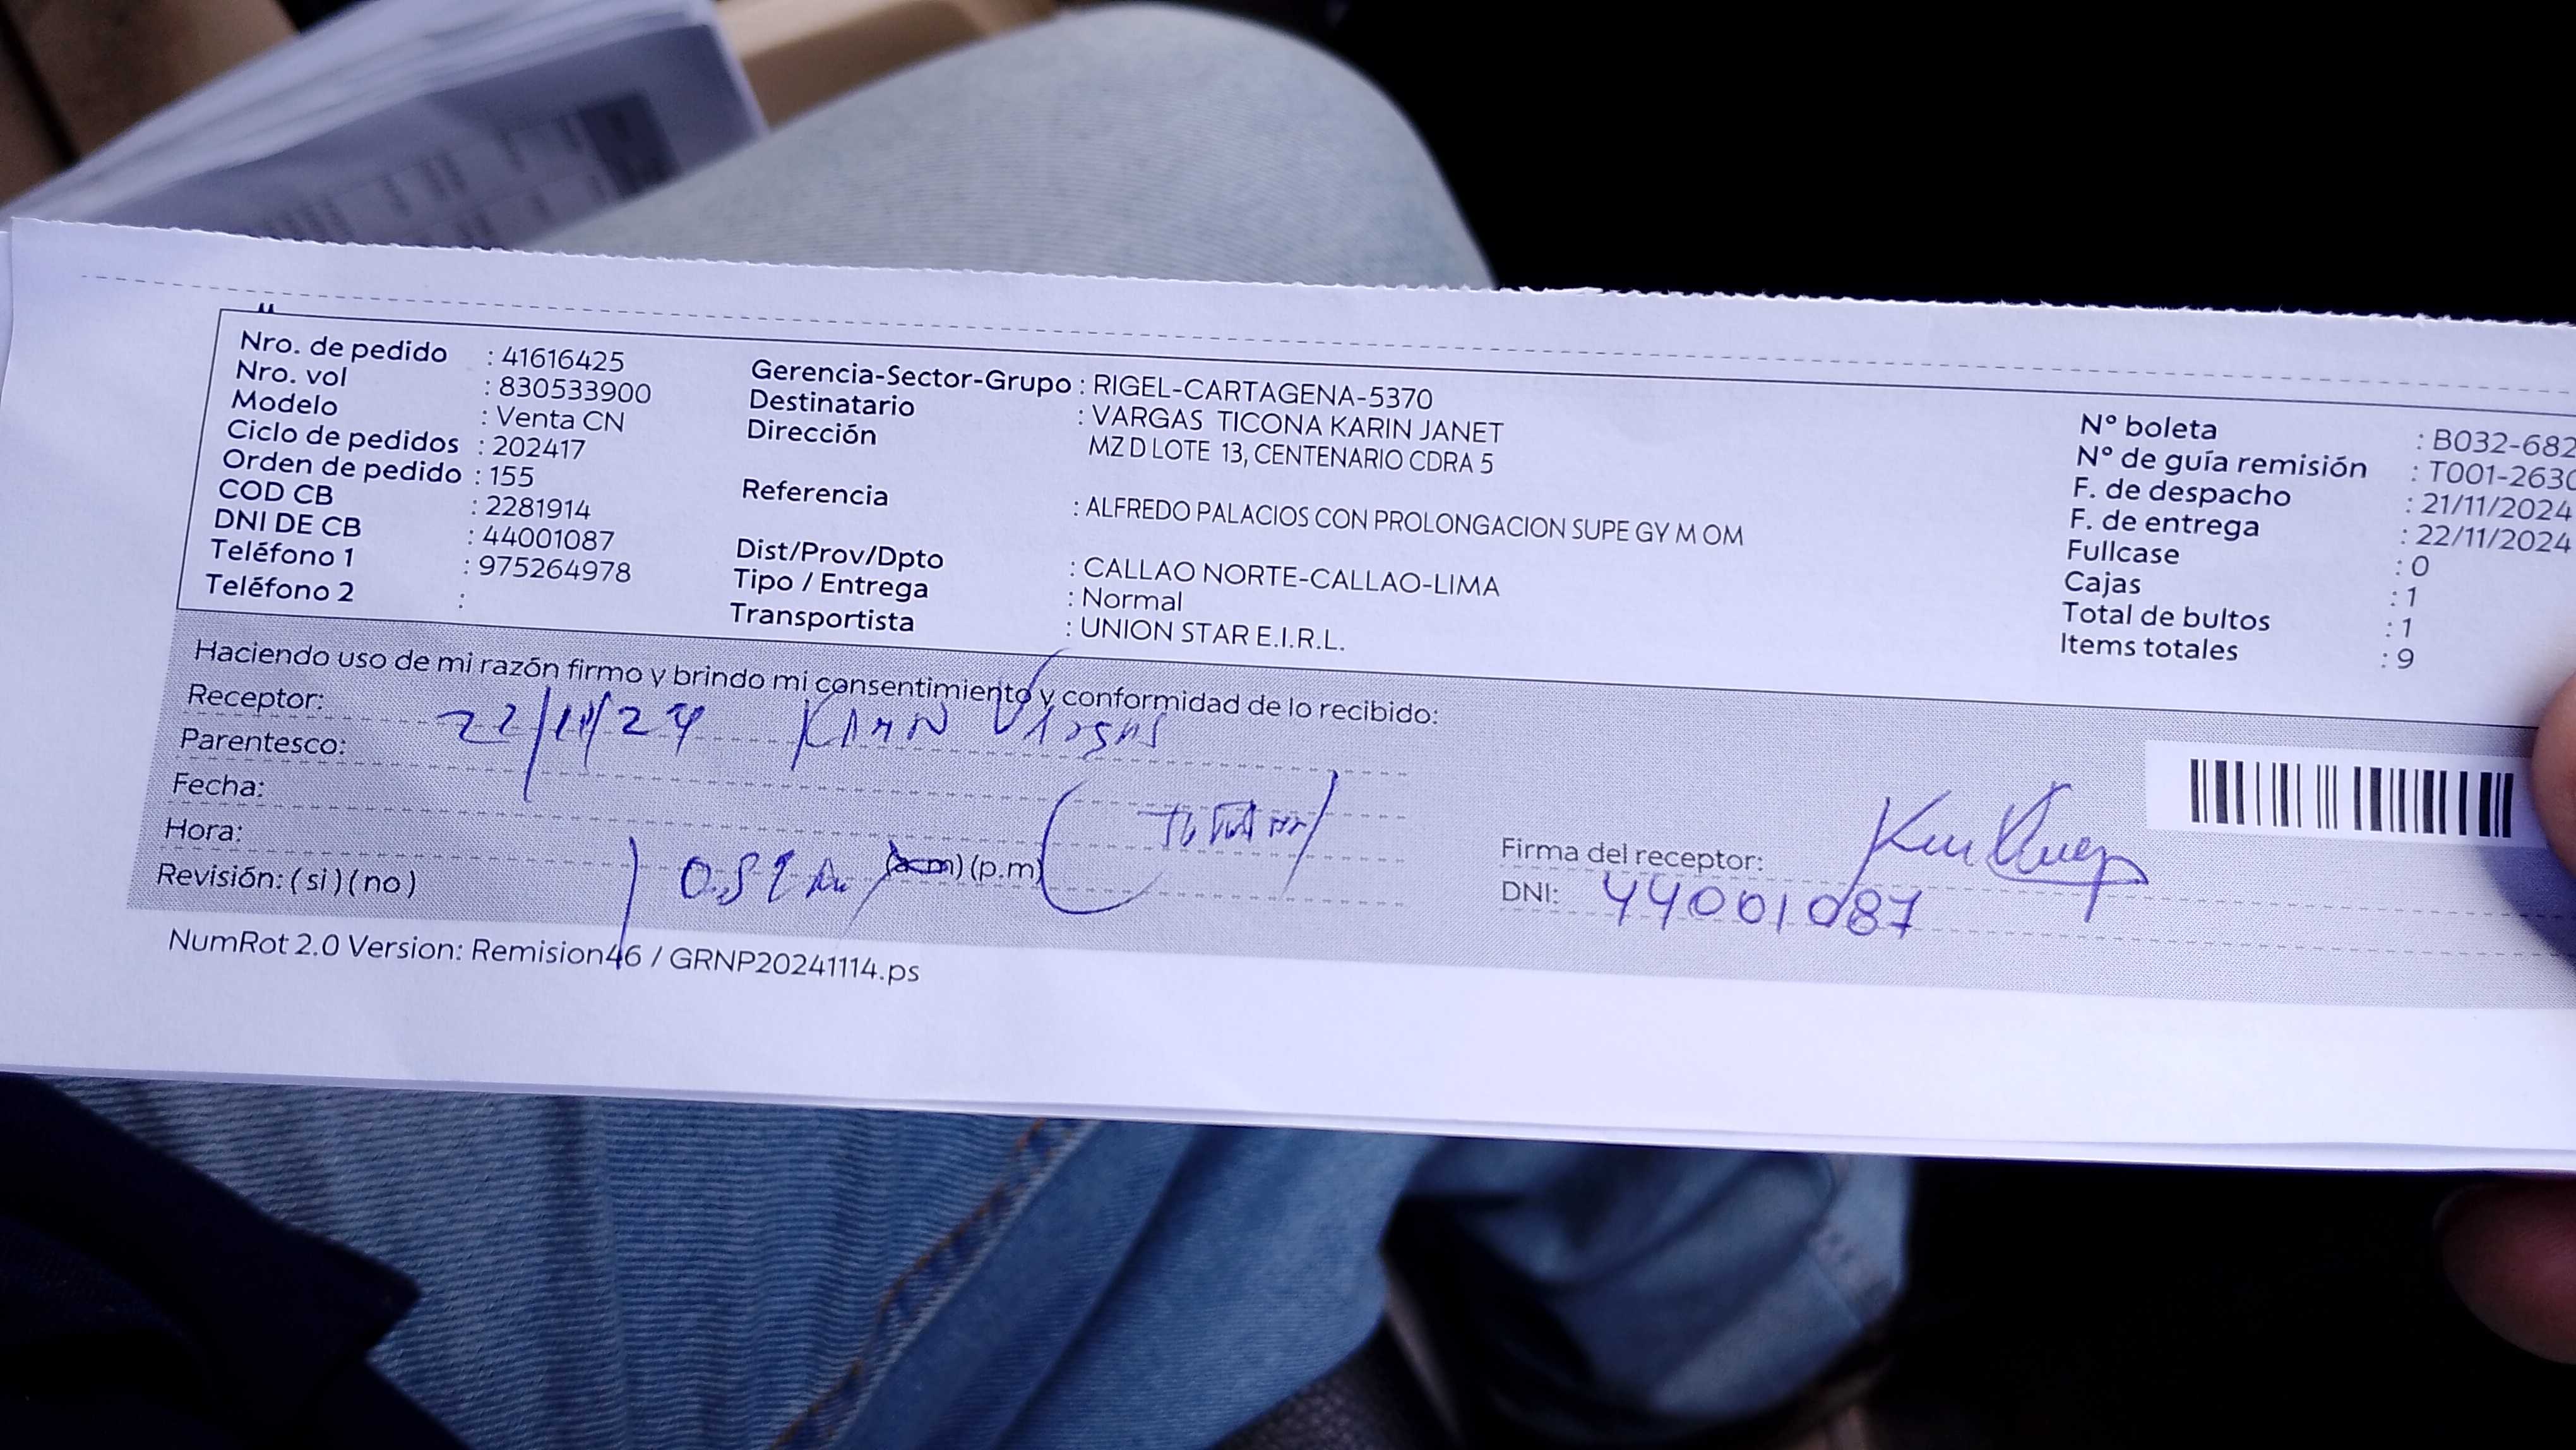 Nro. de pedido : 41616425
Nro. vol : 830533900
Modelo : Venta CN
Ciclo de pedidos : 202417
Orden de pedido : 155
COD CB : 2281914
DNI DE CB : 44001087
Teléfono 1 : 975264978
Teléfono 2 :
Gerencia-Sector-Grupo : RIGEL-CARTAGENA-5370
Destinatario : VARGAS TICONA KARIN JANET
Dirección MZ D LOTE 13, CENTENARIO CDRA 5
Referencia : ALFREDO PALACIOS CON PROLONGACION SUPE GY M OM
Dist/Prov/Dpto : CALLAO NORTE-CALLAO-LIMA
Tipo / Entrega : Normal
Transportista : UNION STAR E.I.R.L.
N° boleta : B032-682
N° de guía remisión : T001-2630
F. de despacho : 21/11/2024
F. de entrega : 22/11/2024
Fullcase : 0
Cajas : 1
Total de bultos : 1
Items totales : 9
Haciendo uso de mi razón firmo y brindo mi consentimiento y conformidad de lo recibido:
Receptor: 22/11/24 Karin Vargas
Parentesco:
Fecha: (Titular)
Hora: (a.m) (p.m)
Revisión: ( si ) ( no )
Firma del receptor:
DNI: 44001087
NumRot 2.0 Version: Remision46 / GRNP20241114.ps